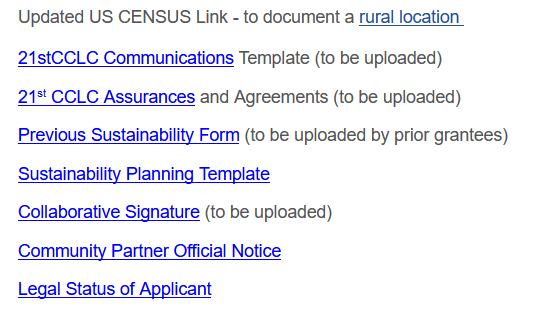 Updated US CENSUS Link - to document a rural location
21stCCLC Communications Template (to be uploaded)
21st CCLC Assurances and Agreements (to be uploaded)
Previous Sustainability Form (to be uploaded by prior grantees)
Sustainability Planning Template
Collaborative Signature (to be uploaded)
Community Partner Official Notice
Legal Status of Applicant